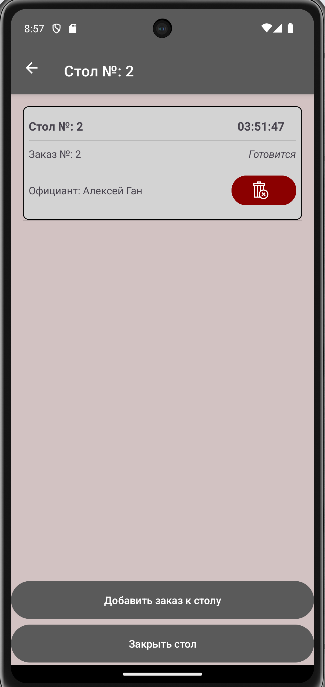 8:57
Стол №: 2
Стол №: 2 03:51:47
Заказ №: 2 Готовится
Официант: Алексей Ган
Добавить заказ к столу
Закрыть стол